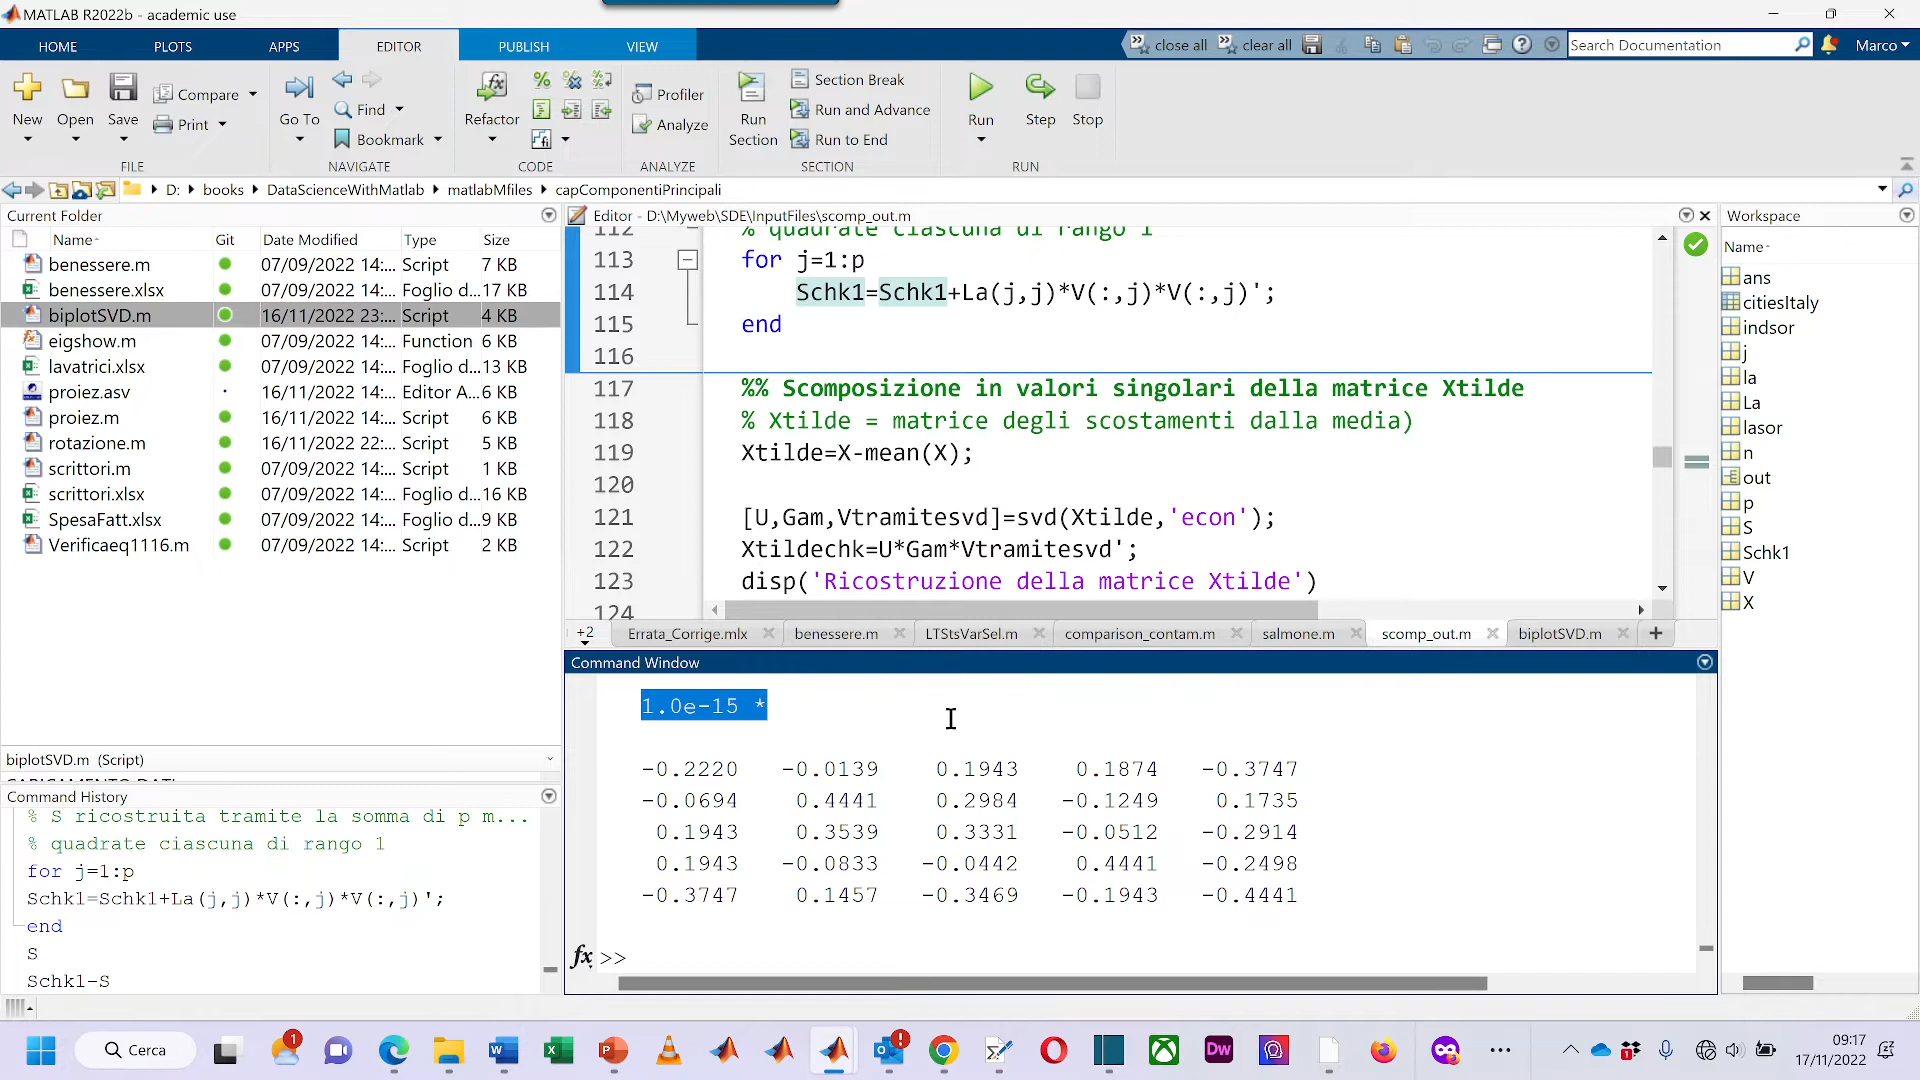 MATLAB R2022b - academic use
HOME PLOTS APPS EDITOR PUBLISH VIEW close all clear all Search Documentation Marco
New Open Save Compare Print
Go To Find Bookmark
Refactor
Profiler Analyze
Run Section Section Break Run and Advance Run to End
Run Step Stop
FILE NAVIGATE CODE ANALYZE SECTION RUN
D: books DataScienceWithMatlab matlabMfiles capComponentiPrincipali
Current Folder
Name Git Date Modified Type Size
benessere.m 07/09/2022 14:... Script 7 KB
benessere.xlsx 07/09/2022 14:... Foglio d...17 KB
biplotSVD.m 16/11/2022 23:... Script 4 KB
eigshow.m 07/09/2022 14:... Function 6 KB
lavatrici.xlsx 07/09/2022 14:... Foglio d...13 KB
proiez.asv 16/11/2022 22:... Editor A...6 KB
proiez.m 16/11/2022 22:... Script 6 KB
rotazione.m 16/11/2022 22:... Script 5 KB
scrittori.m 07/09/2022 14:... Script 1 KB
scrittori.xlsx 07/09/2022 14:... Foglio d...16 KB
SpesaFatt.xlsx 07/09/2022 14:... Foglio d...9 KB
Verificaeq1116.m 07/09/2022 14:... Script 2 KB
biplotSVD.m (Script)
CARICAMENTO DATI
Command History
% S ricostruita tramite la somma di p m...
% quadrate ciascuna di rango 1
for j=1:p
Schk1=Schk1+La(j,j)*V(:,j)*V(:,j)';
end
S
Schk1-S
Editor - D:\Myweb\SDE\InputFiles\scomp_out.m
112 % quadrate ciascuna di rango 1
113 for j=1:p
114 Schk1=Schk1+La(j,j)*V(:,j)*V(:,j)';
115 end
116
117 %% Scomposizione in valori singolari della matrice Xtilde
118 % Xtilde = matrice degli scostamenti dalla media)
119 Xtilde=X-mean(X);
120
121 [U,Gam,Vtramitesvd]=svd(Xtilde,'econ');
122 Xtildechk=U*Gam*Vtramitesvd';
123 disp('Ricostruzione della matrice Xtilde')
124
+2 Errata_Corrige.mlx benessere.m LTStsVarSel.m comparison_contam.m salmone.m scomp_out.m biplotSVD.m +
Command Window
1.0e-15 *
-0.2220 -0.0139 0.1943 0.1874 -0.3747
-0.0694 0.4441 0.2984 -0.1249 0.1735
0.1943 0.3539 0.3331 -0.0512 -0.2914
0.1943 -0.0833 -0.0442 0.4441 -0.2498
-0.3747 0.1457 -0.3469 -0.1943 -0.4441
fx >>
Workspace
Name
ans
citiesItaly
indsor
j
la
La
lasor
n
out
p
S
Schk1
V
X
Cerca
1
Dw
1
09:17
17/11/2022